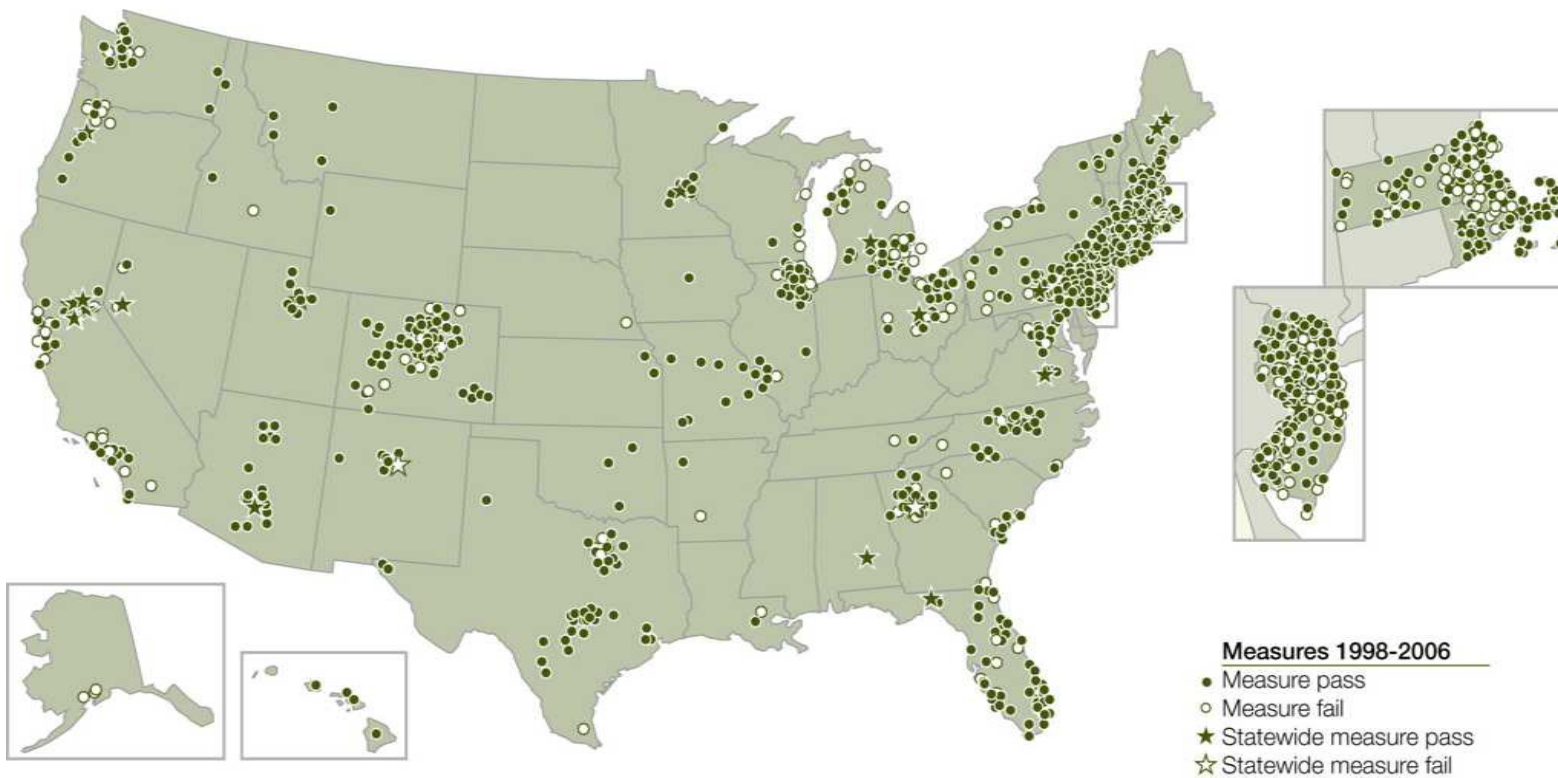 Measures 1998-2006
Measure pass
Measure fail
Statewide measure pass
Statewide measure fail